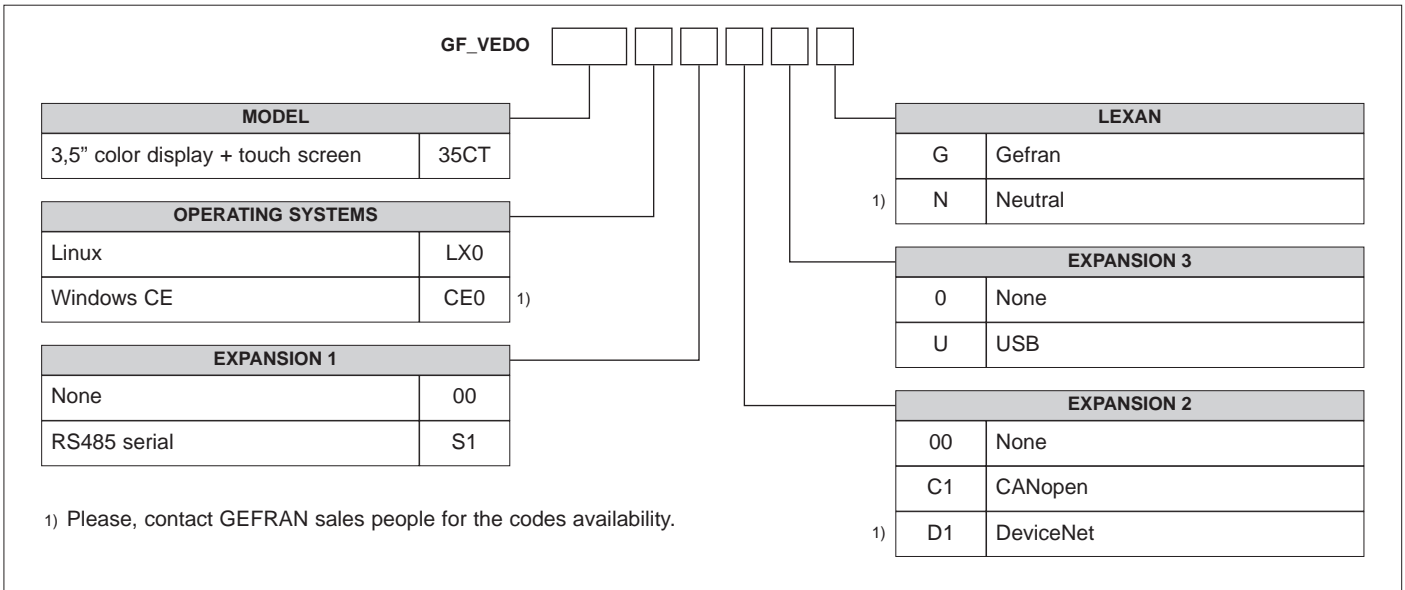 GF_VEDO
MODEL
3,5” color display + touch screen 35CT
OPERATING SYSTEMS
Linux LX0
Windows CE CE0 1)
EXPANSION 1
None 00
RS485 serial S1
1) Please, contact GEFRAN sales people for the codes availability.
LEXAN
G Gefran
1) N Neutral
EXPANSION 3
0 None
U USB
EXPANSION 2
00 None
C1 CANopen
1) D1 DeviceNet